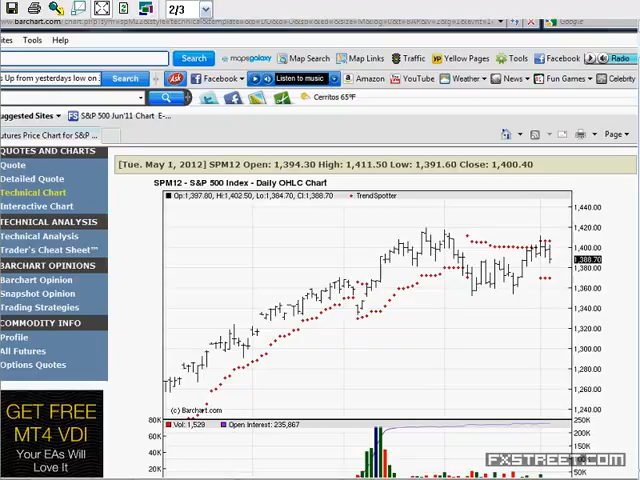 2/3
Google
ites
View
Favorites
Search
mapsgalaxy
Map Search
Map Links
Traffic
Yellow Pages
Tools
Facebook
Radio
s Up from yesterdays low on
Search
Ask
Facebook
Listen to music
Amazon
YouTube
Weather
News
Fun Games
Celebrity
Cerritos 65°F
uggested Sites
S&P 500 Jun'11 Chart E-...
utures Price Chart for S&P ...
Page
QUOTES AND CHARTS
Quote
Detailed Quote
Technical Chart
Interactive Chart
TECHNICAL ANALYSIS
Technical Analysis
Trader's Cheat Sheet™
BARCHART OPINIONS
Barchart Opinion
Snapshot Opinion
Trading Strategies
COMMODITY INFO
Profile
All Futures
Options Quotes
GET FREE
MT4 VDI
Your EAs Will
Love It
[Tue. May 1, 2012] SPM12 Open: 1,394.30 High: 1,411.50 Low: 1,391.60 Close: 1,400.40
SPM12 - S&P 500 Index - Daily OHLC Chart
Op:1,397.80, Hi:1,402.50, Lo:1,384.70, Cl:1,388.70
TrendSpotter
1,440.00
1,420.00
1,400.00
1,388.70
1,380.00
1,360.00
1,340.00
1,320.00
1,300.00
1,280.00
1,260.00
1,240.00
(c) Barchart.com
Vol: 1,529
Open Interest: 235,867
80K
60K
40K
20K
250K
200K
150K
50K
FXSTREET.COM